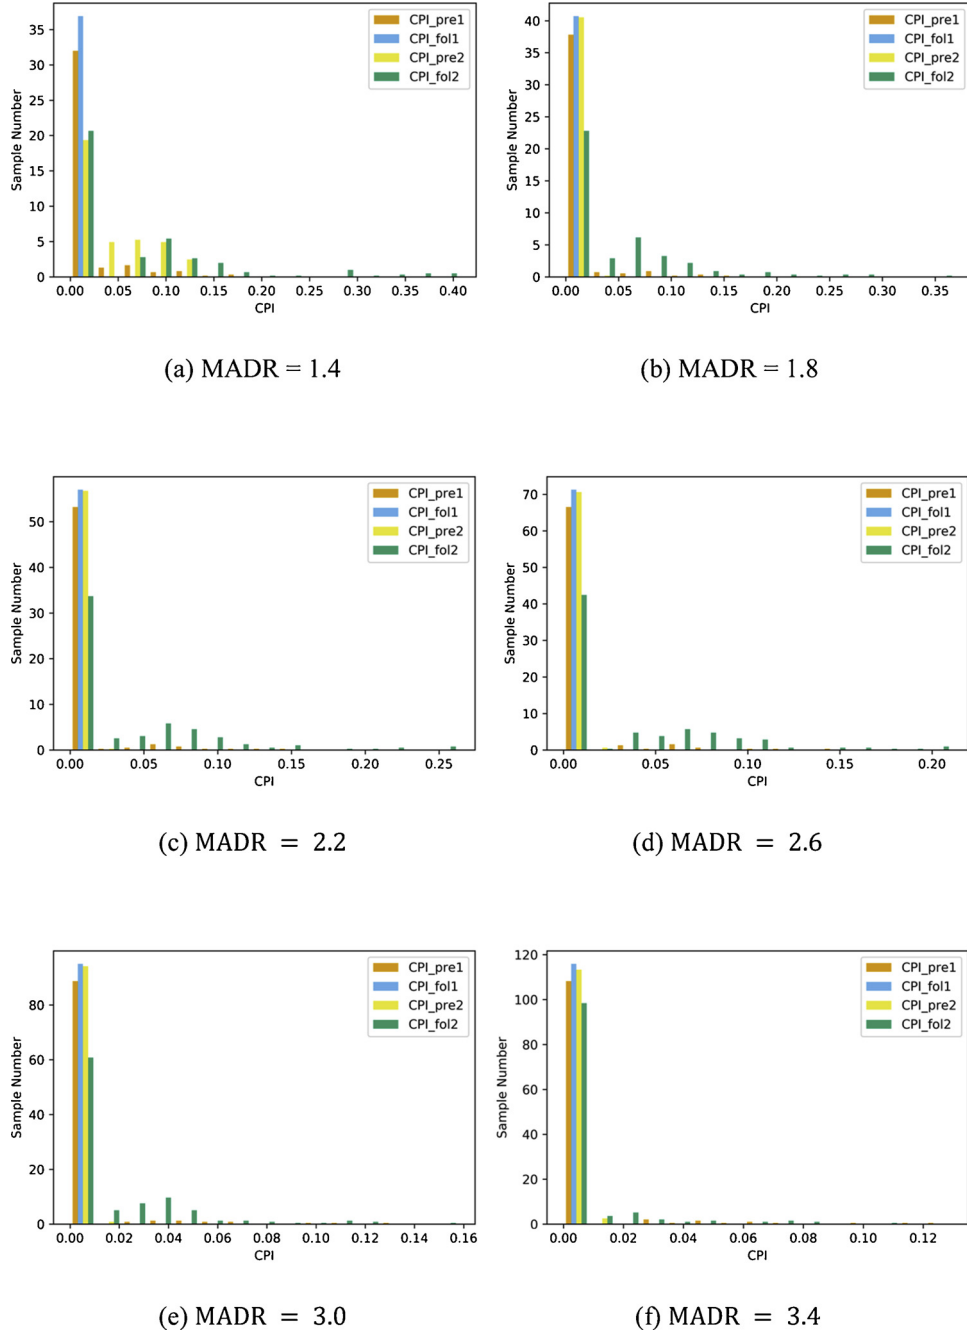 CPI_pre1
CPI_fol1
CPI_pre2
CPI_fol2
35
30
25
20
15
10
5
0
Sample Number
0.00 0.05 0.10 0.15 0.20 0.25 0.30 0.35 0.40
CPI
(a) MADR = 1.4
CPI_pre1
CPI_fol1
CPI_pre2
CPI_fol2
40
35
30
25
20
15
10
5
0
Sample Number
0.00 0.05 0.10 0.15 0.20 0.25 0.30 0.35
CPI
(b) MADR = 1.8
CPI_pre1
CPI_fol1
CPI_pre2
CPI_fol2
50
40
30
20
10
0
Sample Number
0.00 0.05 0.10 0.15 0.20 0.25
CPI
(c) MADR = 2.2
CPI_pre1
CPI_fol1
CPI_pre2
CPI_fol2
70
60
50
40
30
20
10
0
Sample Number
0.00 0.05 0.10 0.15 0.20
CPI
(d) MADR = 2.6
CPI_pre1
CPI_fol1
CPI_pre2
CPI_fol2
80
60
40
20
0
Sample Number
0.00 0.02 0.04 0.06 0.08 0.10 0.12 0.14 0.16
CPI
(e) MADR = 3.0
CPI_pre1
CPI_fol1
CPI_pre2
CPI_fol2
120
100
80
60
40
20
0
Sample Number
0.00 0.02 0.04 0.06 0.08 0.10 0.12
CPI
(f) MADR = 3.4